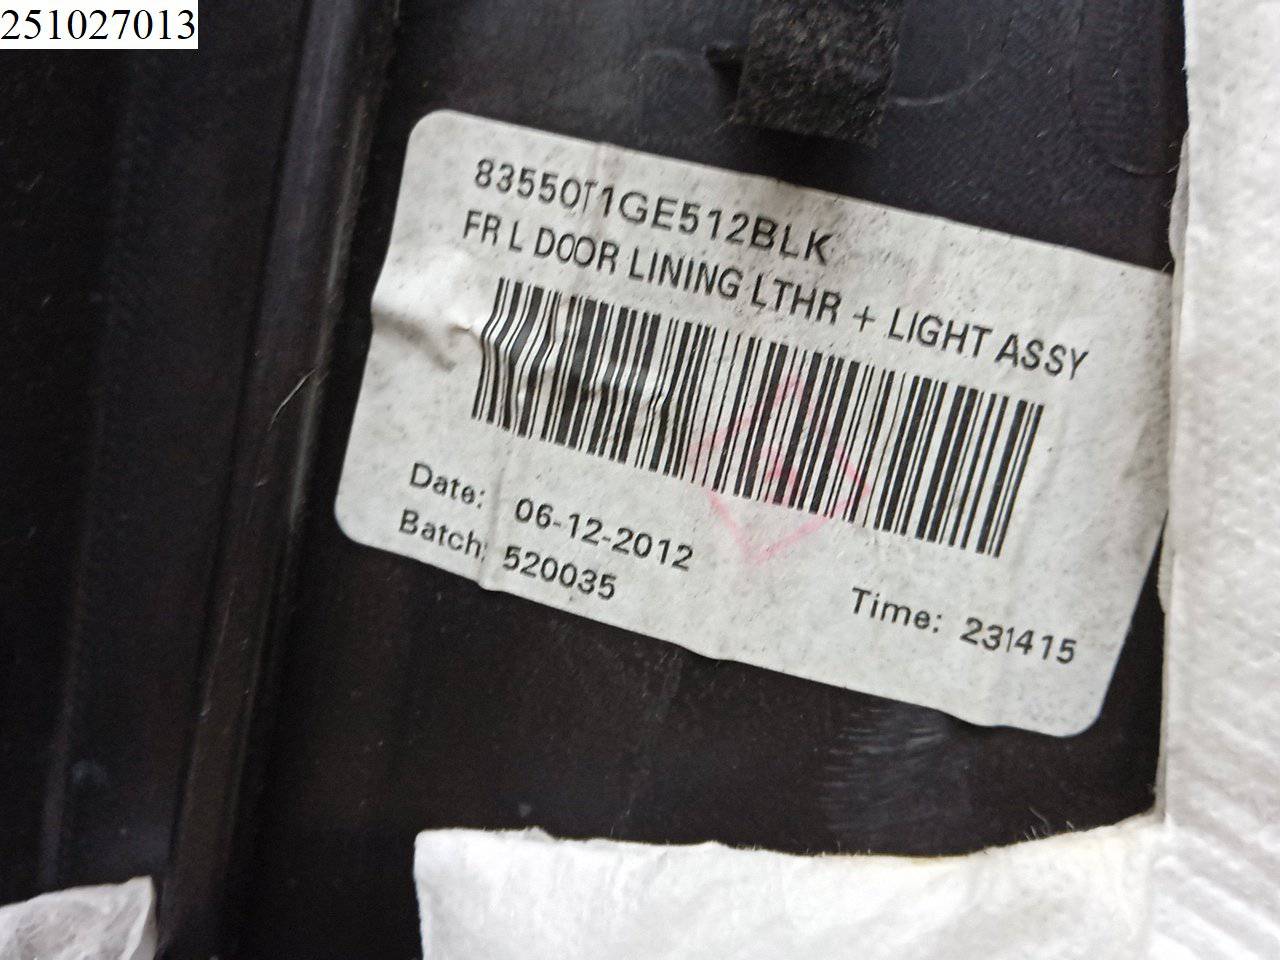 251027013
83550T1GE512BLK
FR L DOOR LINING LTHR + LIGHT ASSY
Date: 06-12-2012
Batch: 520035
Time: 231415